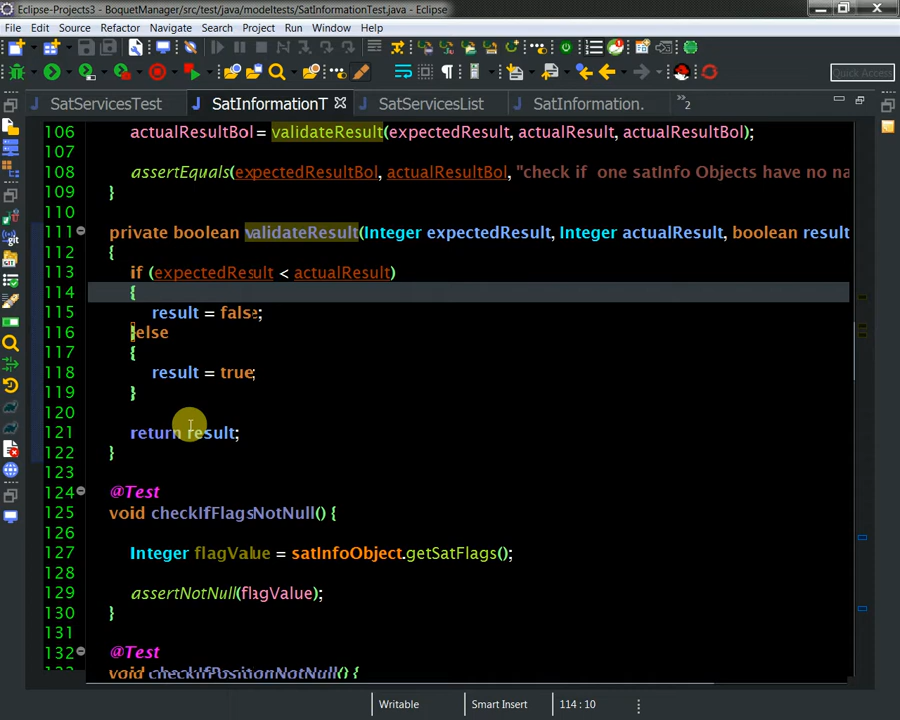 Eclipse-Projects3 - BoquetManager/src/test/java/modeltests/SatInformationTest.java - Eclipse
File Edit Source Refactor Navigate Search Project Run Window Help
Quick Access
SatServicesTest SatInformationT SatServicesList SatInformation. »2
106 actualResultBol = validateResult(expectedResult, actualResult, actualResultBol);
107
108 assertEquals(expectedResultBol, actualResultBol, "check if one satInfo Objects have no na
109 }
110
111 private boolean validateResult(Integer expectedResult, Integer actualResult, boolean result
112 {
113 if (expectedResult < actualResult)
114 {
115 result = false;
116 }else
117 {
118 result = true;
119 }
120
121 return result;
122 }
123
124 @Test
125 void checkIfFlagsNotNull() {
126
127 Integer flagValue = satInfoObject.getSatFlags();
128
129 assertNotNull(flagValue);
130 }
131
132 @Test
133 void checkIfPositionNotNull() {
Writable Smart Insert 114 : 10